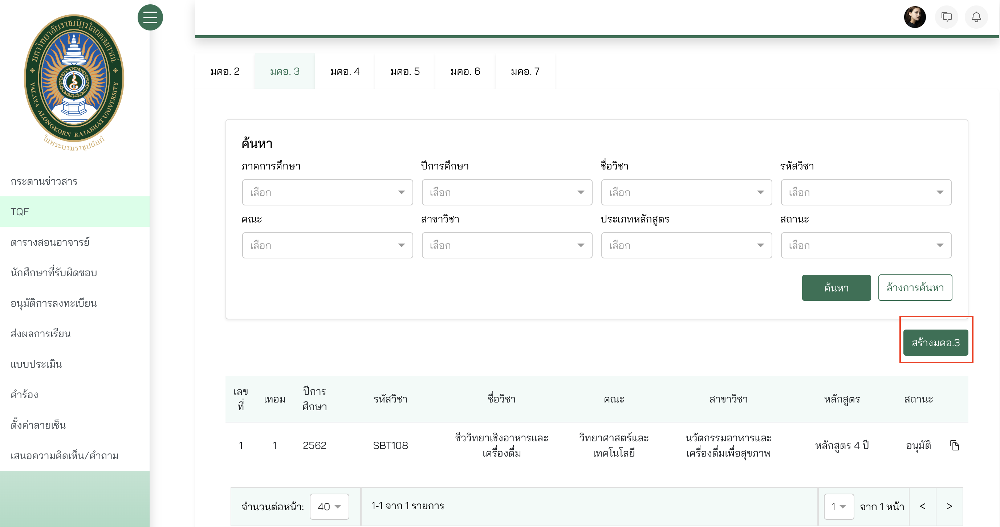 มหาวิทยาลัยราชภัฏวไลยอลงกรณ์
VALAYA ALONGKORN RAJABHAT UNIVERSITY
ในพระบรมราชูปถัมภ์
กระดานข่าวสาร
TQF
ตารางสอนอาจารย์
นักศึกษาที่รับผิดชอบ
อนุมัติการลงทะเบียน
ส่งผลการเรียน
แบบประเมิน
คำร้อง
ตั้งค่าลายเซ็น
เสนอความคิดเห็น/คำถาม
มคอ. 2 มคอ. 3 มคอ. 4 มคอ. 5 มคอ. 6 มคอ. 7
ค้นหา
ภาคการศึกษา ปีการศึกษา ชื่อวิชา รหัสวิชา
เลือก เลือก เลือก เลือก
คณะ สาขาวิชา ประเภทหลักสูตร สถานะ
เลือก เลือก เลือก เลือก
ค้นหา ล้างการค้นหา
สร้างมคอ.3
เลขที่ เทอม ปีการศึกษา รหัสวิชา ชื่อวิชา คณะ สาขาวิชา หลักสูตร สถานะ
1 1 2562 SBT108 ชีววิทยาเชิงอาหารและเครื่องดื่ม วิทยาศาสตร์และเทคโนโลยี นวัตกรรมอาหารและเครื่องดื่มเพื่อสุขภาพ หลักสูตร 4 ปี อนุมัติ
จำนวนต่อหน้า: 40 1-1 จาก 1 รายการ 1 จาก 1 หน้า < >